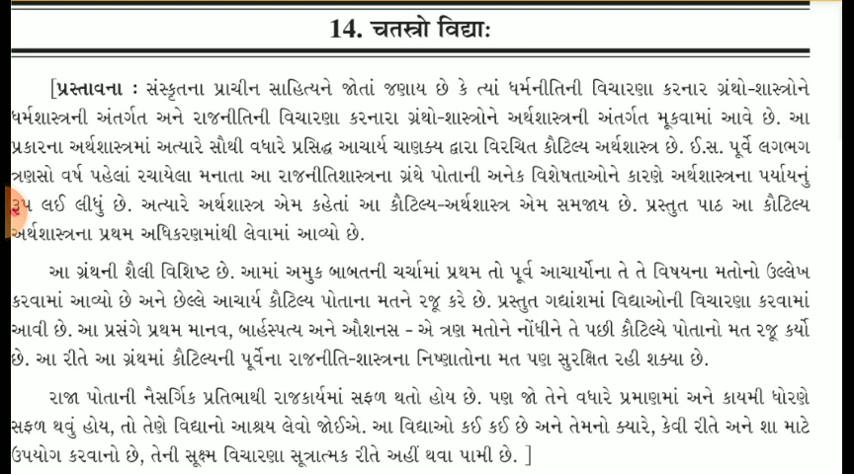 14. चतस्त्रो विद्याः
[પ્રસ્તાવના : સંસ્કૃતના પ્રાચીન સાહિત્યને જોતાં જણાય છે કે ત્યાં ધર્મનીતિની વિચારણા કરનાર ગ્રંથો-શાસ્ત્રોને
ધર્મશાસ્ત્રની અંતર્ગત અને રાજનીતિની વિચારણા કરનારા ગ્રંથો-શાસ્ત્રોને અર્થશાસ્ત્રની અંતર્ગત મૂકવામાં આવે છે. આ
પ્રકારના અર્થશાસ્ત્રમાં અત્યારે સૌથી વધારે પ્રસિદ્ધ આચાર્ય ચાણક્ય દ્વારા વિરચિત કૌટિલ્ય અર્થશાસ્ત્ર છે. ઈ.સ. પૂર્વે લગભગ
ત્રણસો વર્ષ પહેલાં રચાયેલા મનાતા આ રાજનીતિશાસ્ત્રના ગ્રંથે પોતાની અનેક વિશેષતાઓને કારણે અર્થશાસ્ત્રના પર્યાયનું
રૂપ લઈ લીધું છે. અત્યારે અર્થશાસ્ત્ર એમ કહેતાં આ કૌટિલ્ય-અર્થશાસ્ત્ર એમ સમજાય છે. પ્રસ્તુત પાઠ આ કૌટિલ્ય
અર્થશાસ્ત્રના પ્રથમ અધિકરણમાંથી લેવામાં આવ્યો છે.
આ ગ્રંથની શૈલી વિશિષ્ટ છે. આમાં અમુક બાબતની ચર્ચામાં પ્રથમ તો પૂર્વ આચાર્યોના તે તે વિષયના મતોનો ઉલ્લેખ
કરવામાં આવ્યો છે અને છેલ્લે આચાર્ય કૌટિલ્ય પોતાના મતને રજૂ કરે છે. પ્રસ્તુત ગદ્યાંશમાં વિદ્યાઓની વિચારણા કરવામાં
આવી છે. આ પ્રસંગે પ્રથમ માનવ, બાર્હસ્પત્ય અને ઔશનસ - એ ત્રણ મતોને નોંધીને તે પછી કૌટિલ્યે પોતાનો મત રજૂ કર્યો
છે. આ રીતે આ ગ્રંથમાં કૌટિલ્યની પૂર્વેના રાજનીતિ-શાસ્ત્રના નિષ્ણાતોના મત પણ સુરક્ષિત રહી શક્યા છે.
રાજા પોતાની નૈસર્ગિક પ્રતિભાથી રાજકાર્યમાં સફળ થતો હોય છે. પણ જો તેને વધારે પ્રમાણમાં અને કાયમી ધોરણે
સફળ થવું હોય, તો તેણે વિદ્યાનો આશ્રય લેવો જોઈએ. આ વિદ્યાઓ કઈ કઈ છે અને તેમનો ક્યારે, કેવી રીતે અને શા માટે
ઉપયોગ કરવાનો છે, તેની સૂક્ષ્મ વિચારણા સૂત્રાત્મક રીતે અહીં થવા પામી છે. ]